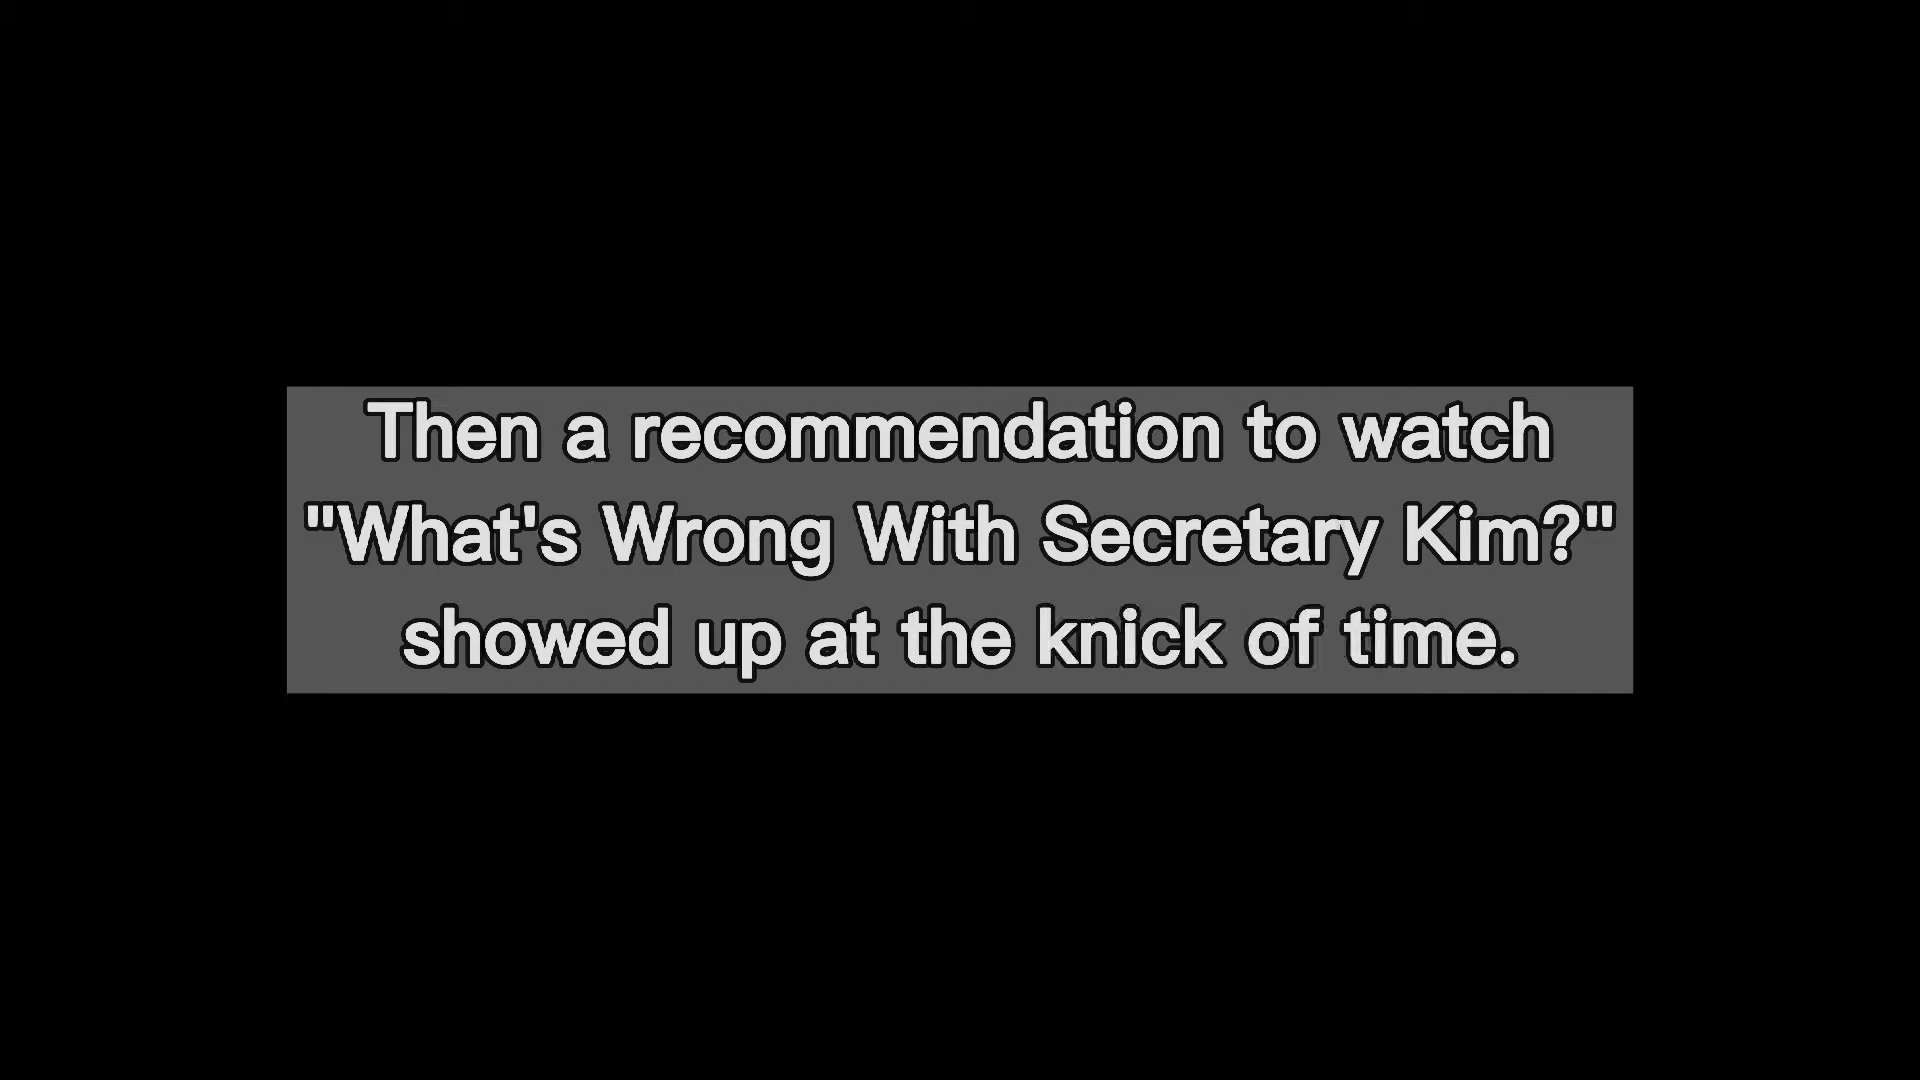 Then a recommendation to watch
"What's Wrong With Secretary Kim?"
showed up at the knick of time.